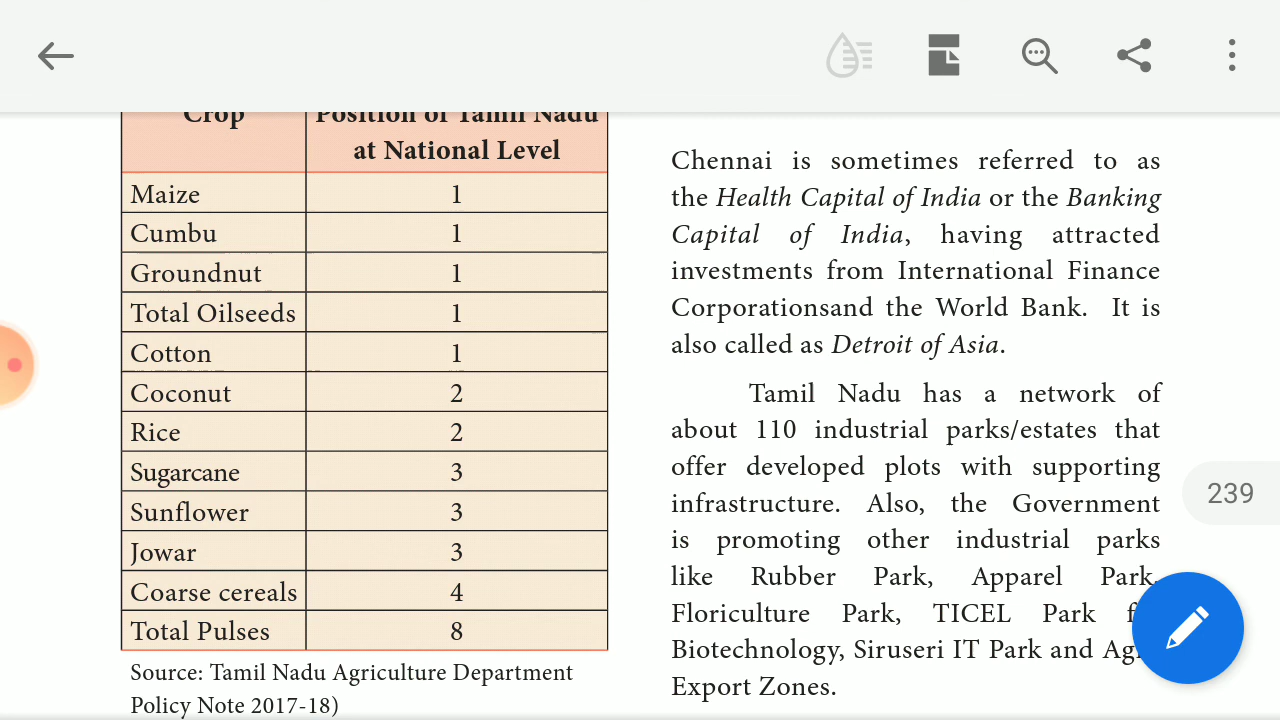 Crop Position of Tamil Nadu
at National Level
Maize 1
Cumbu 1
Groundnut 1
Total Oilseeds 1
Cotton 1
Coconut 2
Rice 2
Sugarcane 3
Sunflower 3
Jowar 3
Coarse cereals 4
Total Pulses 8
Source: Tamil Nadu Agriculture Department
Policy Note 2017-18)
Chennai is sometimes referred to as
the Health Capital of India or the Banking
Capital of India, having attracted
investments from International Finance
Corporationsand the World Bank. It is
also called as Detroit of Asia.
Tamil Nadu has a network of
about 110 industrial parks/estates that
offer developed plots with supporting
infrastructure. Also, the Government
is promoting other industrial parks
like Rubber Park, Apparel Park,
Floriculture Park, TICEL Park
Biotechnology, Siruseri IT Park and
Export Zones.
239